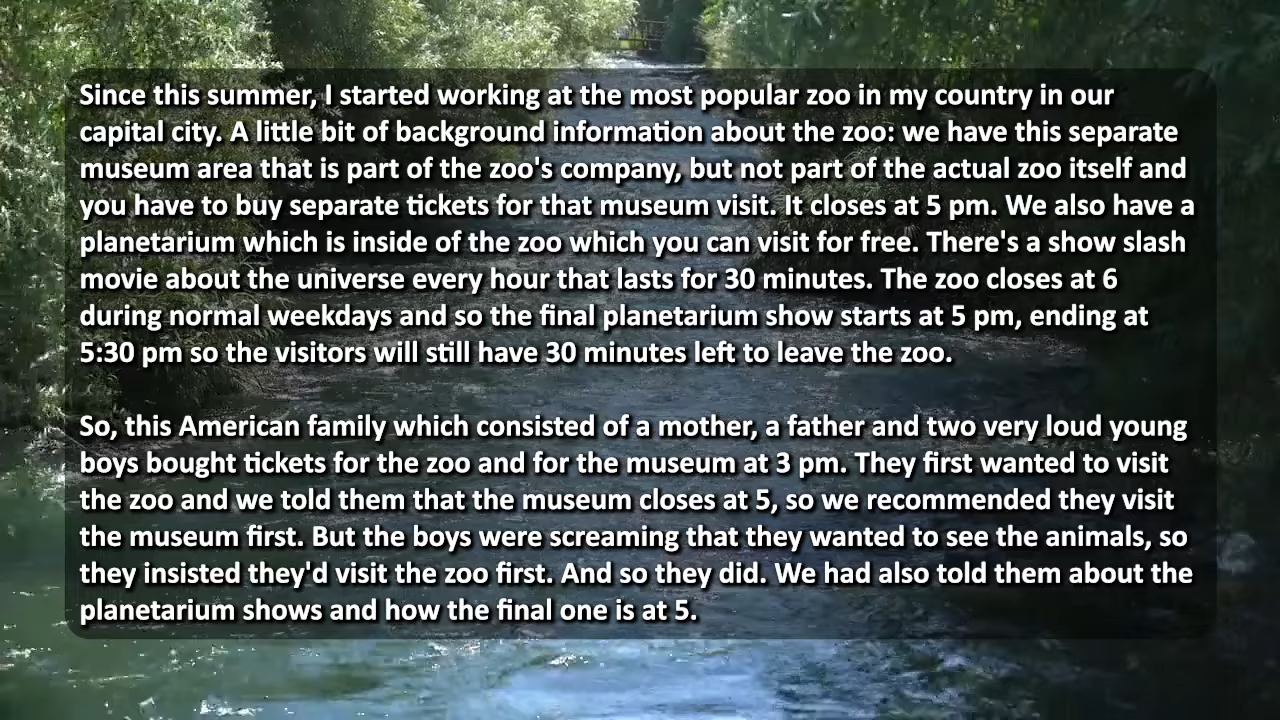 Since this summer, I started working at the most popular zoo in my country in our
capital city. A little bit of background information about the zoo: we have this separate
museum area that is part of the zoo's company, but not part of the actual zoo itself and
you have to buy separate tickets for that museum visit. It closes at 5 pm. We also have a
planetarium which is inside of the zoo which you can visit for free. There's a show slash
movie about the universe every hour that lasts for 30 minutes. The zoo closes at 6
during normal weekdays and so the final planetarium show starts at 5 pm, ending at
5:30 pm so the visitors will still have 30 minutes left to leave the zoo.
So, this American family which consisted of a mother, a father and two very loud young
boys bought tickets for the zoo and for the museum at 3 pm. They first wanted to visit
the zoo and we told them that the museum closes at 5, so we recommended they visit
the museum first. But the boys were screaming that they wanted to see the animals, so
they insisted they'd visit the zoo first. And so they did. We had also told them about the
planetarium shows and how the final one is at 5.